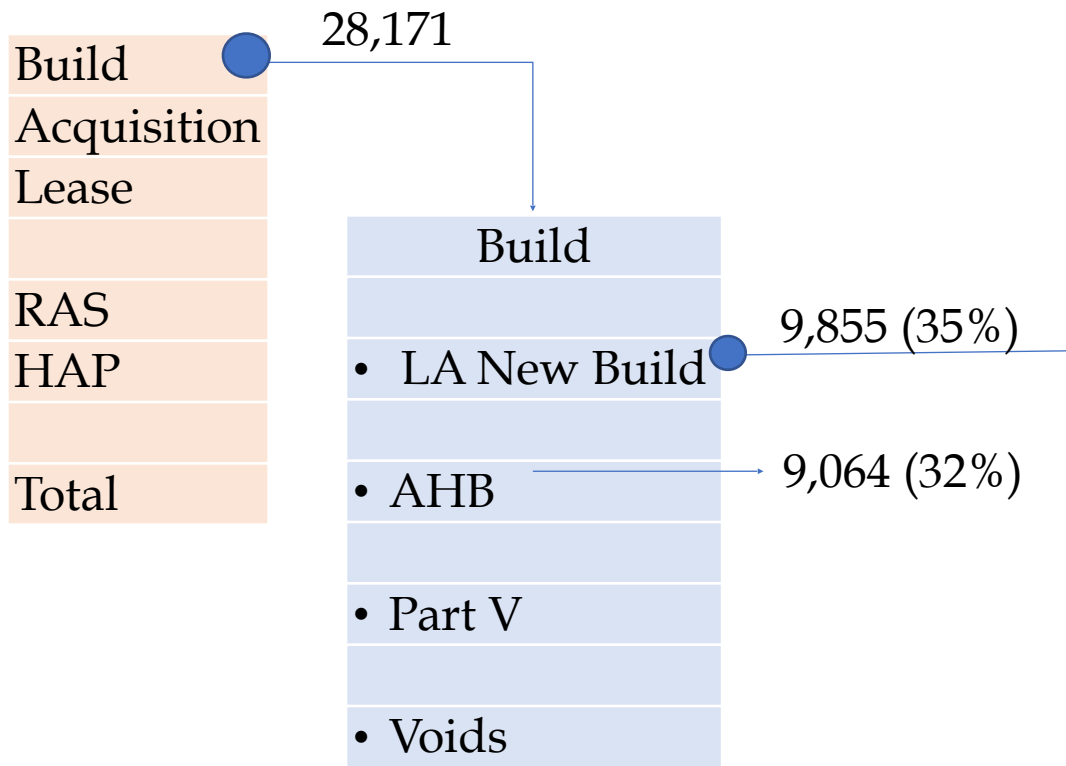 28,171
Build
Acquisition
Lease
RAS
HAP
Total
Build
• LA New Build
9,855 (35%)
• AHB
9,064 (32%)
• Part V
• Voids